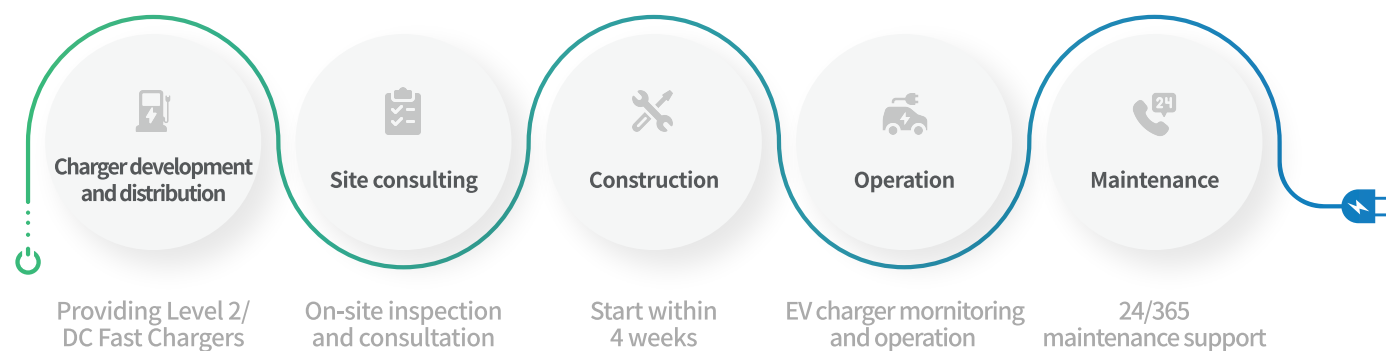 24
Charger development
and distribution
Site consulting
Construction
Operation
Maintenance
Providing Level 2/
DC Fast Chargers
On-site inspection
and consultation
Start within
4 weeks
EV charger mornitoring
and operation
24/365
maintenance support